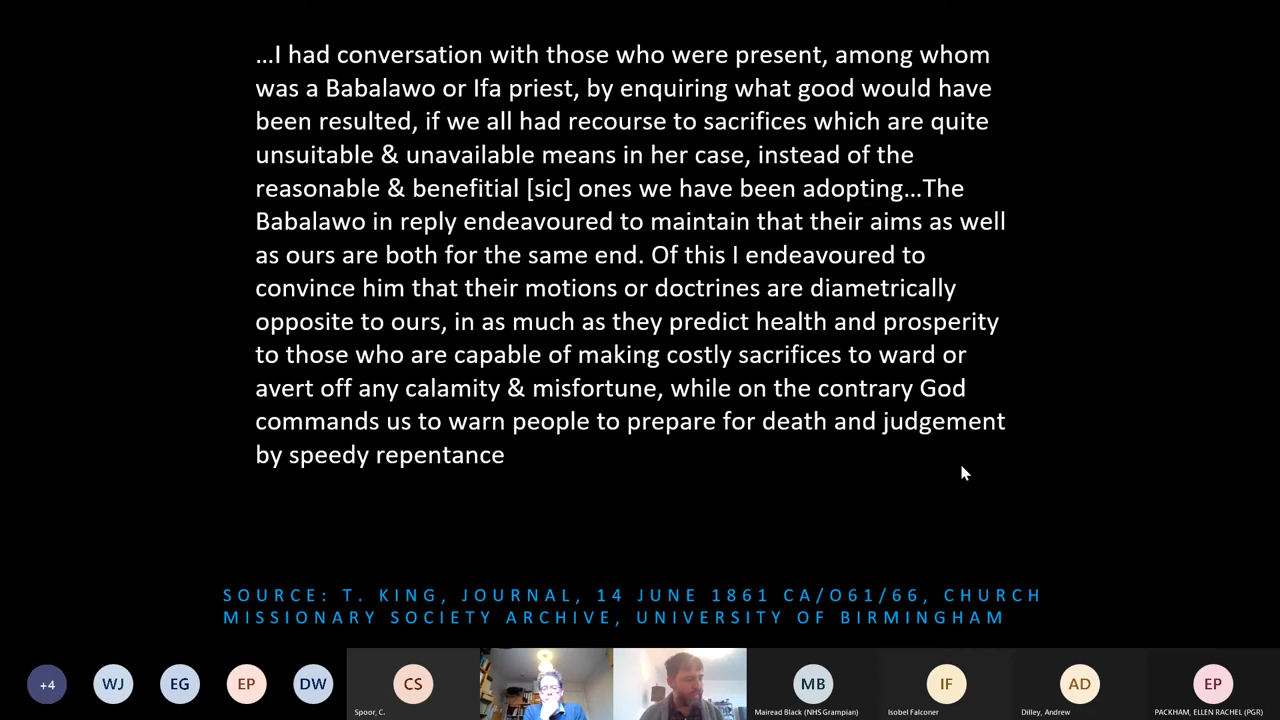 …I had conversation with those who were present, among whom
was a Babalawo or Ifa priest, by enquiring what good would have
been resulted, if we all had recourse to sacrifices which are quite
unsuitable & unavailable means in her case, instead of the
reasonable & benefitial [sic] ones we have been adopting…The
Babalawo in reply endeavoured to maintain that their aims as well
as ours are both for the same end. Of this I endeavoured to
convince him that their motions or doctrines are diametrically
opposite to ours, in as much as they predict health and prosperity
to those who are capable of making costly sacrifices to ward or
avert off any calamity & misfortune, while on the contrary God
commands us to warn people to prepare for death and judgement
by speedy repentance
SOURCE: T. KING, JOURNAL, 14 JUNE 1861 CA/O61/66, CHURCH
MISSIONARY SOCIETY ARCHIVE, UNIVERSITY OF BIRMINGHAM
+4 WJ EG EP DW CS MB IF AD EP
Spoor, C. Mairead Black (NHS Grampian) Isobel Falconer Dilley, Andrew PACKHAM, ELLEN RACHEL (PGR)